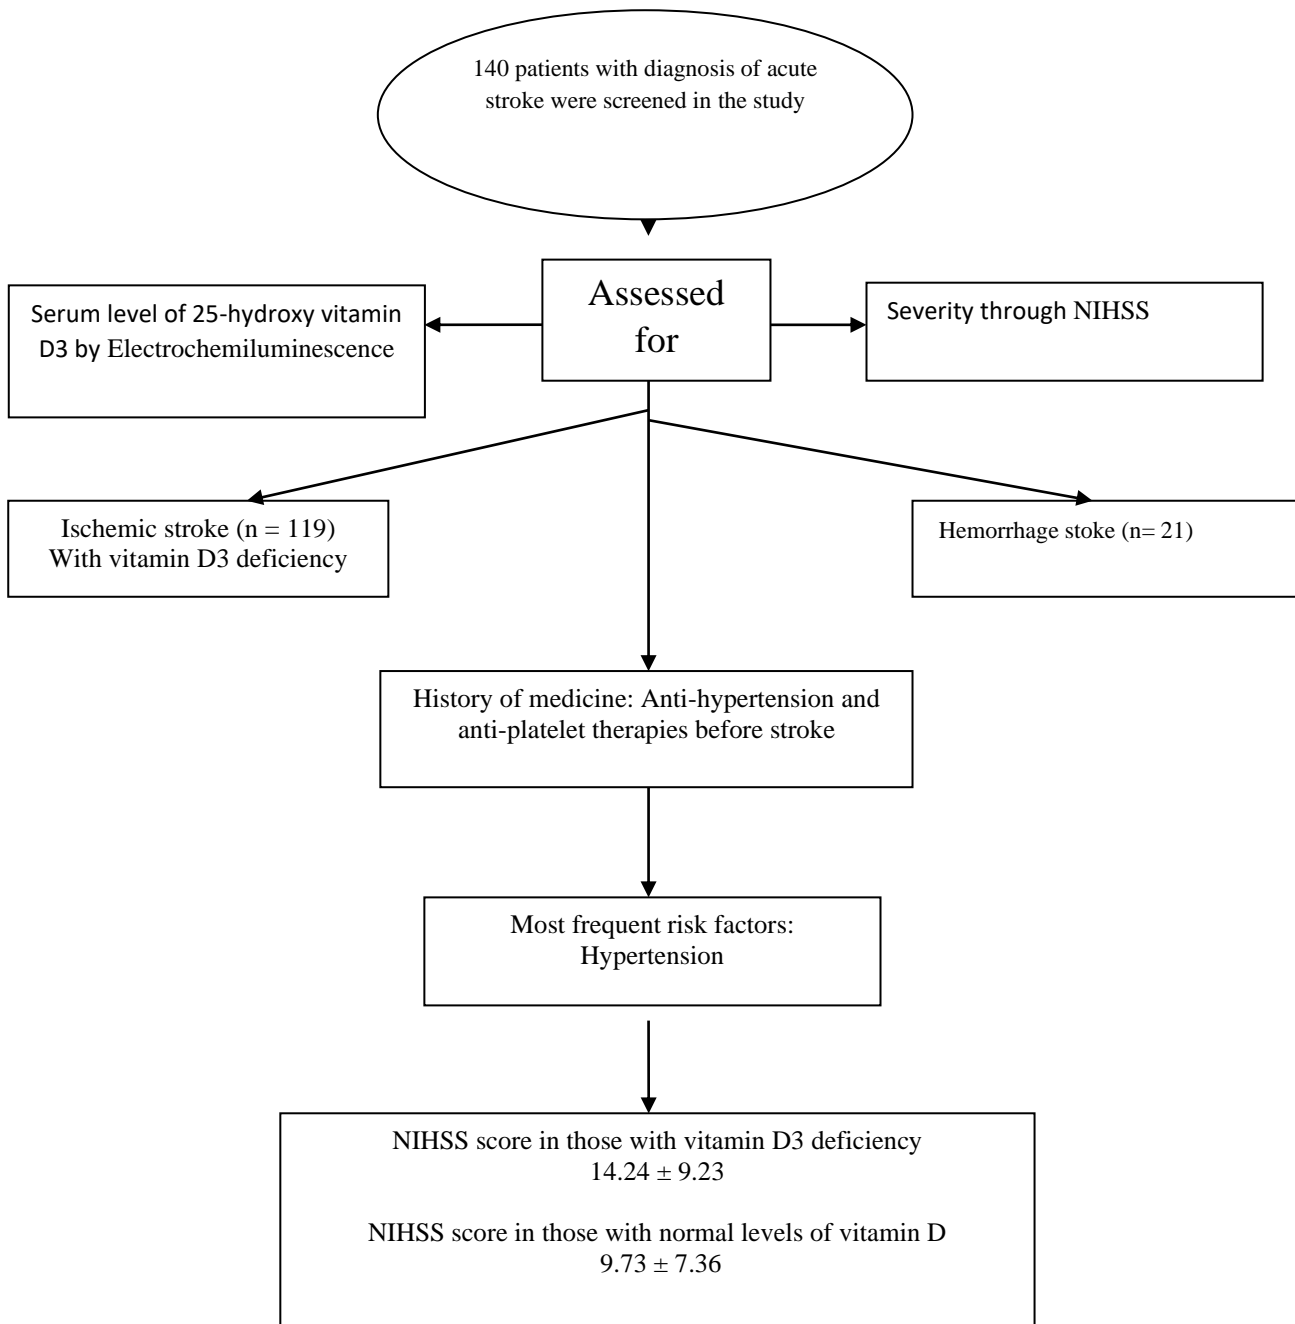 140 patients with diagnosis of acute
stroke were screened in the study
Assessed
for
Serum level of 25-hydroxy vitamin
D3 by Electrochemiluminescence
Severity through NIHSS
Ischemic stroke (n = 119)
With vitamin D3 deficiency
Hemorrhage stoke (n= 21)
History of medicine: Anti-hypertension and
anti-platelet therapies before stroke
Most frequent risk factors:
Hypertension
NIHSS score in those with vitamin D3 deficiency
14.24 ± 9.23
NIHSS score in those with normal levels of vitamin D
9.73 ± 7.36